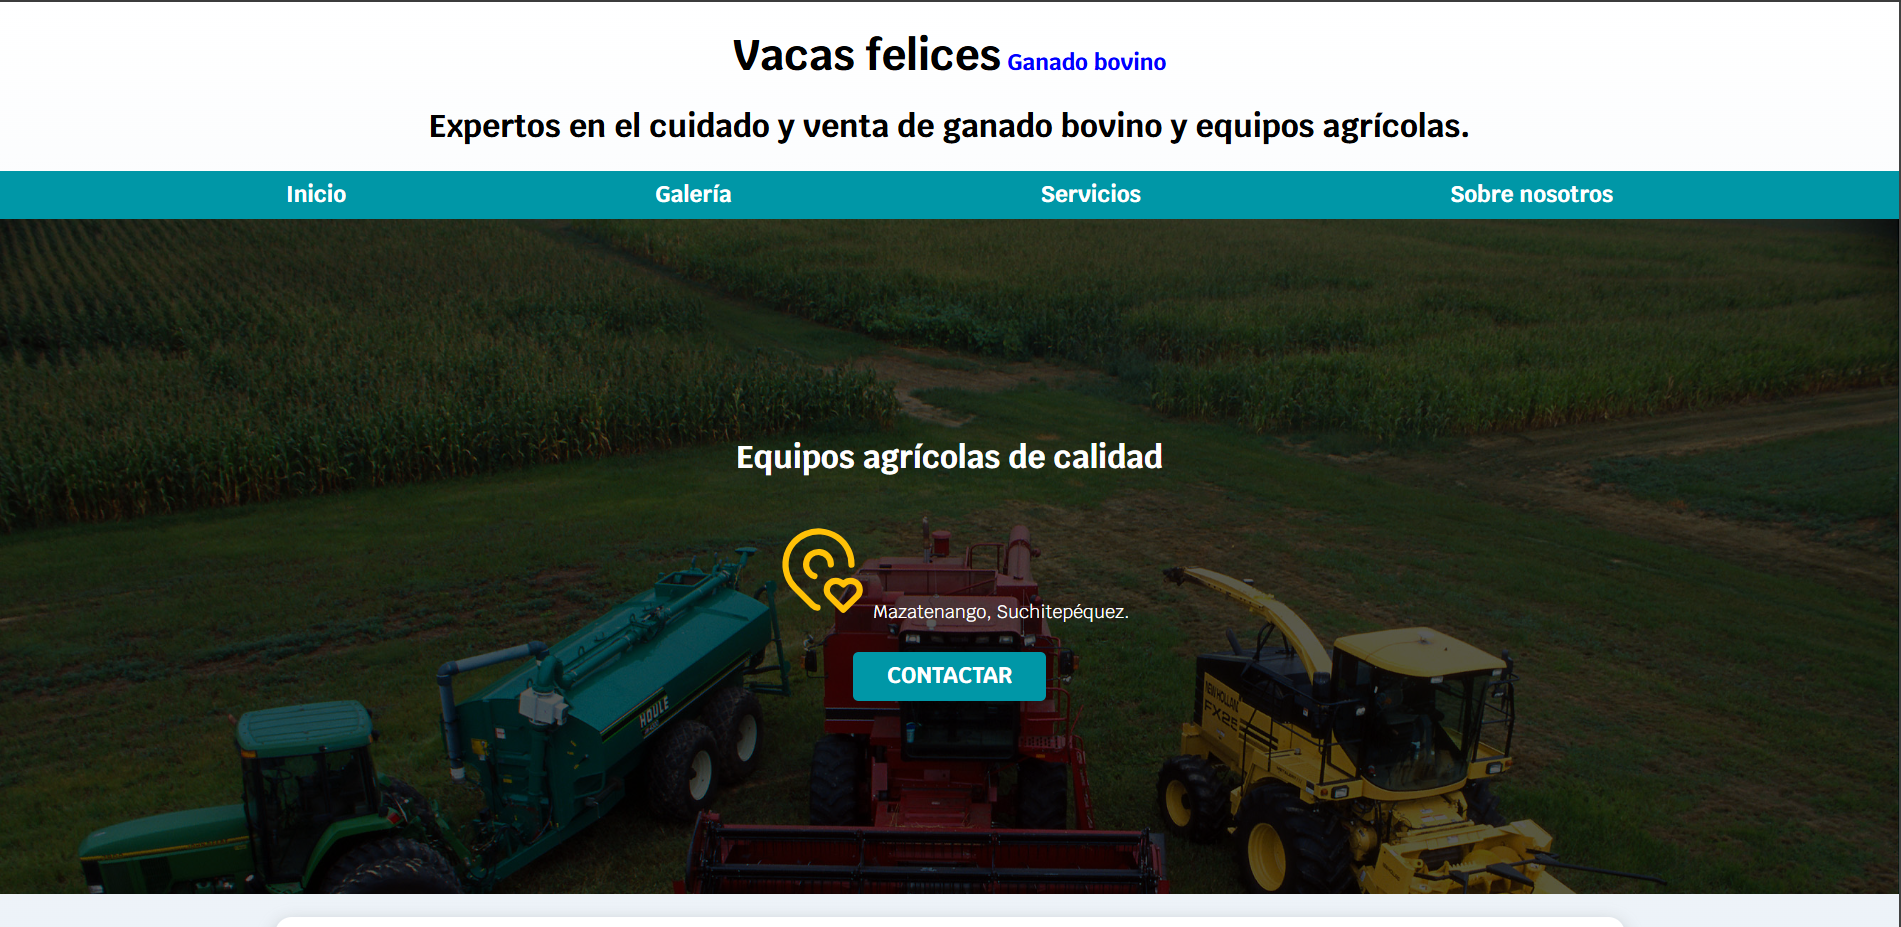 Vacas felices Ganado bovino
Expertos en el cuidado y venta de ganado bovino y equipos agrícolas.
Inicio Galería Servicios Sobre nosotros
Equipos agrícolas de calidad
Mazatenango, Suchitepéquez.
CONTACTAR
HOULE
NEW HOLLAND